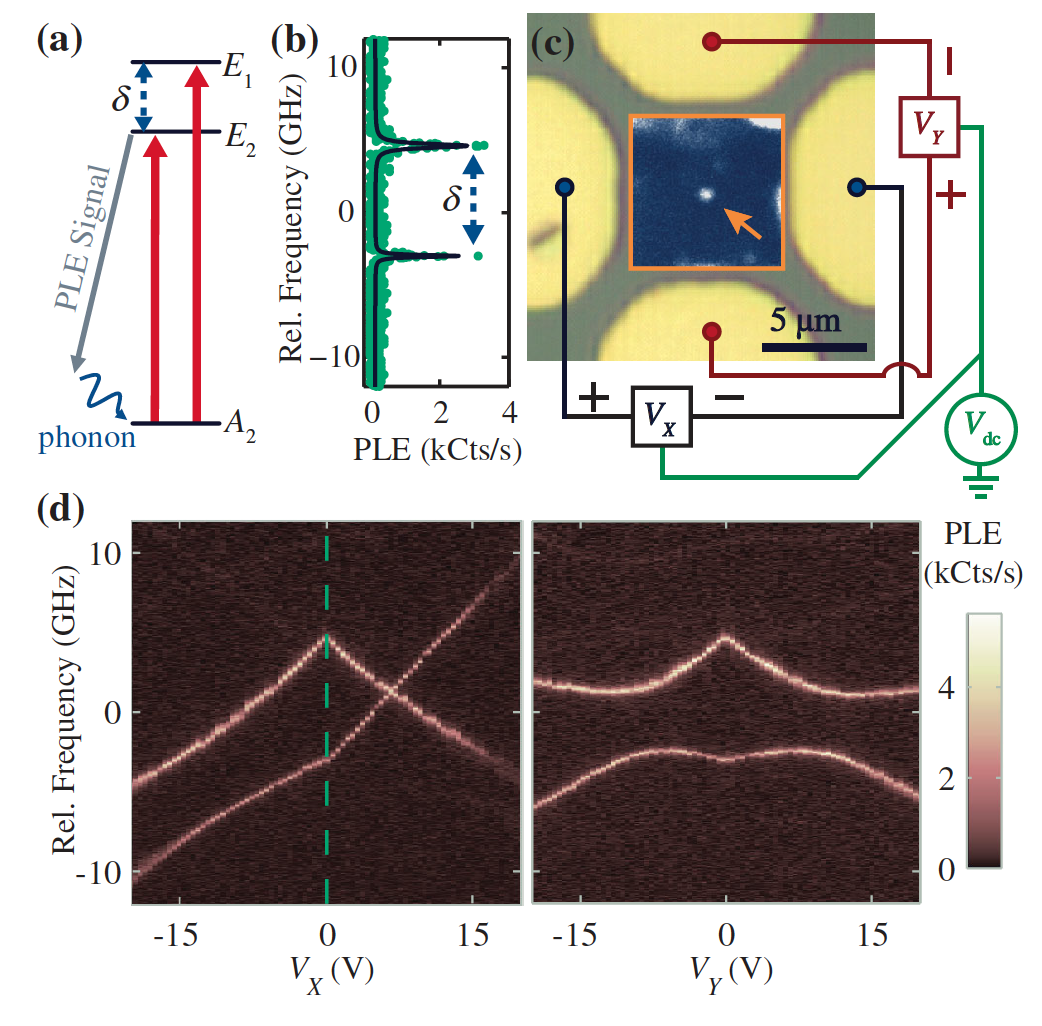 (a)
E1
δ
E2
PLE Signal
phonon
A2
(b)
Rel. Frequency (GHz)
10
0
−10
δ
0 2 4
PLE (kCts/s)
(c)
5 μm
−
VY
+
+
VX
−
Vdc
(d)
Rel. Frequency (GHz)
10
0
-10
-15 0 15
VX (V)
-15 0 15
VY (V)
PLE
(kCts/s)
4
2
0